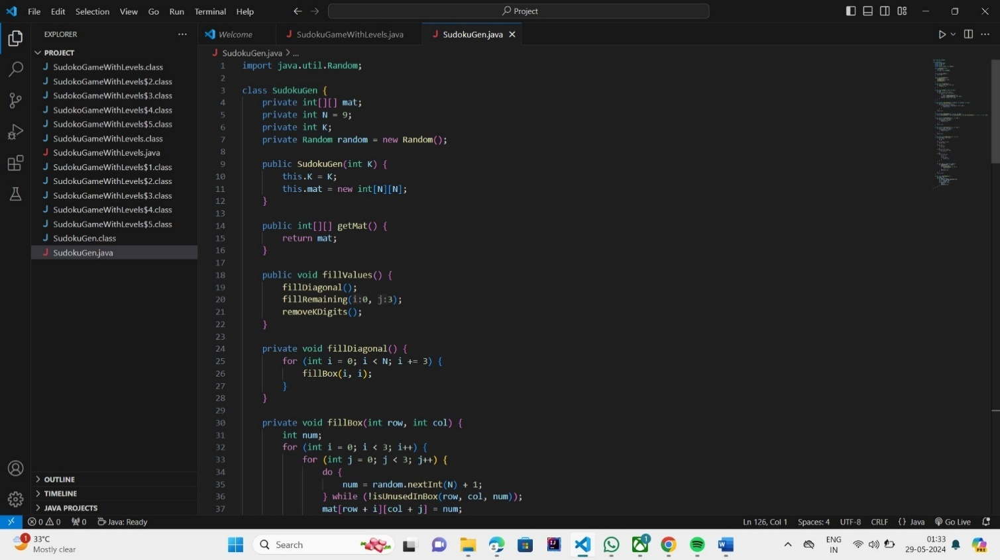 File Edit Selection View Go Run Terminal Help
Project
EXPLORER
Welcome
SudokuGameWithLevels.java
SudokuGen.java
PROJECT
SudokoGameWithLevels.class
SudokoGameWithLevels$2.class
SudokoGameWithLevels$3.class
SudokoGameWithLevels$4.class
SudokoGameWithLevels$5.class
SudokuGameWithLevels.class
SudokuGameWithLevels.java
SudokuGameWithLevels$1.class
SudokuGameWithLevels$2.class
SudokuGameWithLevels$3.class
SudokuGameWithLevels$4.class
SudokuGameWithLevels$5.class
SudokuGen.class
SudokuGen.java
OUTLINE
TIMELINE
JAVA PROJECTS
SudokuGen.java > ...
1 import java.util.Random;
2
3 class SudokuGen {
4 private int[][] mat;
5 private int N = 9;
6 private int K;
7 private Random random = new Random();
8
9 public SudokuGen(int K) {
10 this.K = K;
11 this.mat = new int[N][N];
12 }
13
14 public int[][] getMat() {
15 return mat;
16 }
17
18 public void fillValues() {
19 fillDiagonal();
20 fillRemaining(i:0, j:3);
21 removeKDigits();
22 }
23
24 private void fillDiagonal() {
25 for (int i = 0; i < N; i += 3) {
26 fillBox(i, i);
27 }
28 }
29
30 private void fillBox(int row, int col) {
31 int num;
32 for (int i = 0; i < 3; i++) {
33 for (int j = 0; j < 3; j++) {
34 do {
35 num = random.nextInt(N) + 1;
36 } while (!isUnusedInBox(row, col, num));
37 mat[row + i][col + j] = num;
0 0 0 Java: Ready
Ln 126, Col 1 Spaces: 4 UTF-8 CRLF {} Java Go Live
1
33°C
Mostly clear
Search
1
ENG
IN
01:33
29-05-2024
PRE